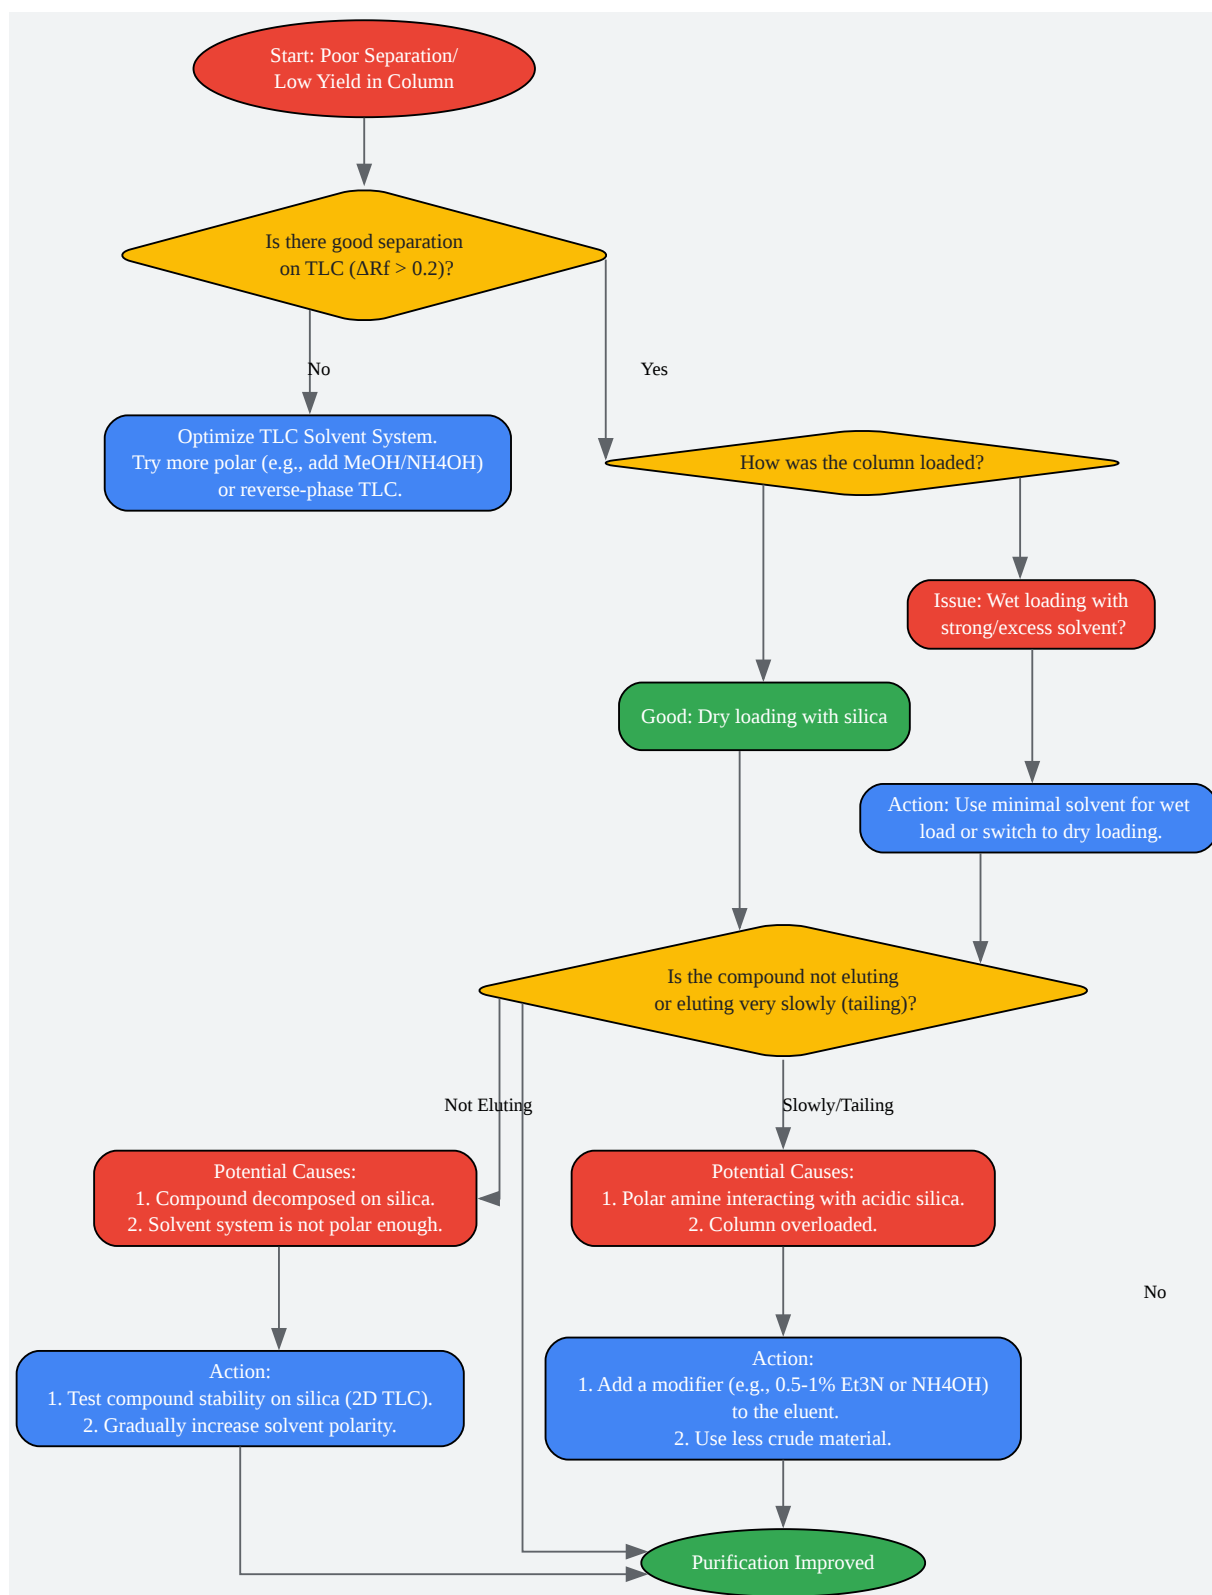 Start: Poor Separation/
Low Yield in Column
Is there good separation
on TLC (ΔRf > 0.2)?
No
Yes
Optimize TLC Solvent System.
Try more polar (e.g., add MeOH/NH4OH)
or reverse-phase TLC.
How was the column loaded?
Issue: Wet loading with
strong/excess solvent?
Good: Dry loading with silica
Action: Use minimal solvent for wet
load or switch to dry loading.
Is the compound not eluting
or eluting very slowly (tailing)?
Not Eluting
Slowly/Tailing
Potential Causes:
1. Compound decomposed on silica.
2. Solvent system is not polar enough.
Potential Causes:
1. Polar amine interacting with acidic silica.
2. Column overloaded.
No
Action:
1. Test compound stability on silica (2D TLC).
2. Gradually increase solvent polarity.
Action:
1. Add a modifier (e.g., 0.5-1% Et3N or NH4OH)
to the eluent.
2. Use less crude material.
Purification Improved